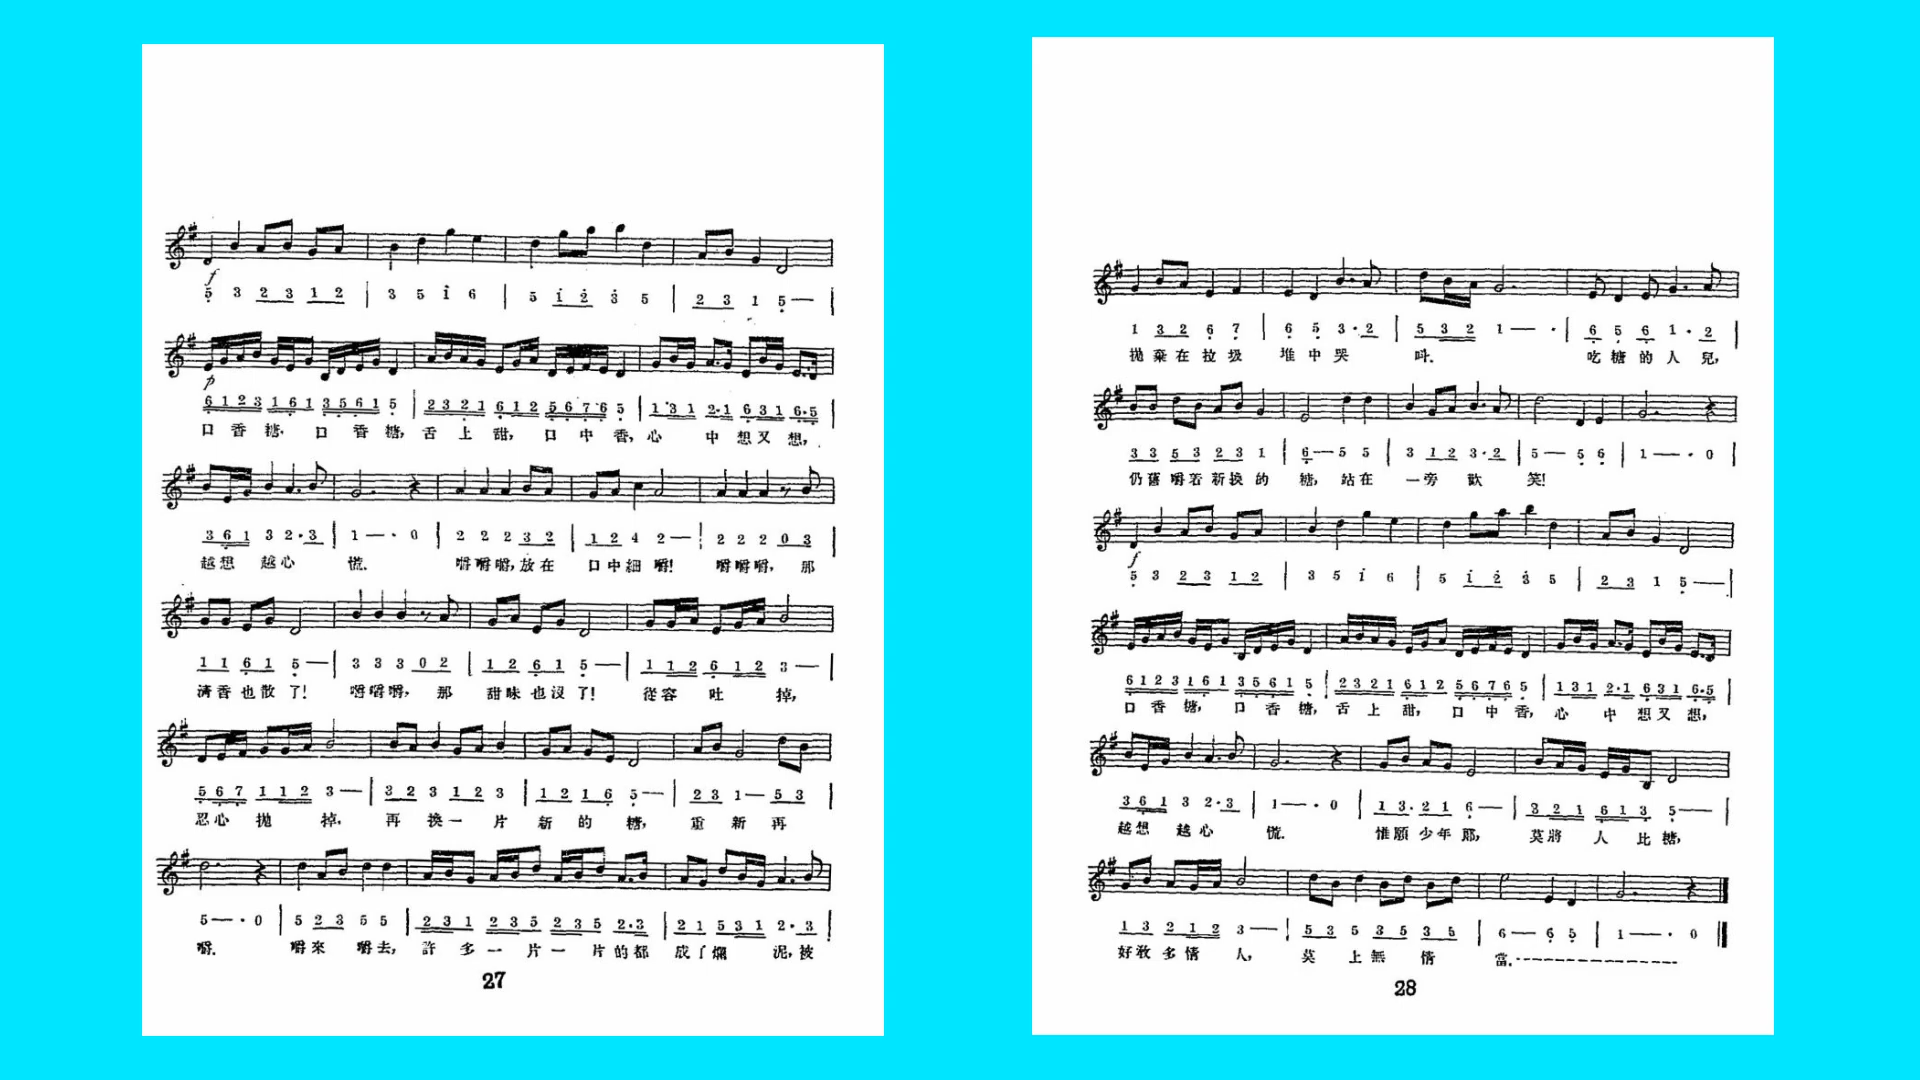 f
5 3 2 3 1 2 | 3 5 i 6 | 5 i 2 3 5 | 2 3 1 5 — |
p
6 1 2 3 1 6 1 3 5 6 1 5 | 2 3 2 1 6 1 2 5 6 7 6 5 | 1 3 1 2·1 6 3 1 6·5 |
口香糖，口香糖，舌上甜，口中香，心中想又想，
3 6 1 3 2·3 | 1 — · 0 | 2 2 2 3 2 | 1 2 4 2 — | 2 2 2 0 3 |
越想越心慌。嚼嚼嚼，放在口中細嚼！嚼嚼嚼，那
1 1 6 1 5 — | 3 3 3 0 2 | 1 2 6 1 5 — | 1 1 2 6 1 2 3 — |
清香也散了！嚼嚼嚼，那甜味也沒了！從容吐掉，
5 6 7 1 1 2 3 — | 3 2 3 1 2 3 | 1 2 1 6 5 — | 2 3 1 — 5 3 |
忍心拋掉，再換一片新的糖，重新再
5 — · 0 | 5 2 3 5 5 | 2 3 1 2 3 5 2 3 5 2·3 | 2 1 5 3 1 2·3 |
嚼。嚼來嚼去，許多一片一片的都成了爛泥，被
27
1 3 2 6 7 | 6 5 3·2 | 5 3 2 1 — · | 6 5 6 1·2 |
拋棄在垃圾堆中哭叫。吃糖的人兒，
3 3 5 3 2 3 1 | 6 — 5 5 | 3 1 2 3·2 | 5 — 5 6 | 1 — · 0 |
仍舊嚼着新換的糖，站在一旁歡笑！
f
5 3 2 3 1 2 | 3 5 i 6 | 5 i 2 3 5 | 2 3 1 5 — |
6 1 2 3 1 6 1 3 5 6 1 5 | 2 3 2 1 6 1 2 5 6 7 6 5 | 1 3 1 2·1 6 3 1 6·5 |
口香糖，口香糖，舌上甜，口中香，心中想又想，
3 6 1 3 2·3 | 1 — · 0 | 1 3·2 1 6 — | 3 2 1 6 1 3 5 — |
越想越心慌。惟願少年郎，莫將人比糖，
1 3 2 1 2 3 — | 5 3 5 3 5 3 5 | 6 — 6 5 | 1 — · 0 ‖
好教多情人，莫上無情當。
28